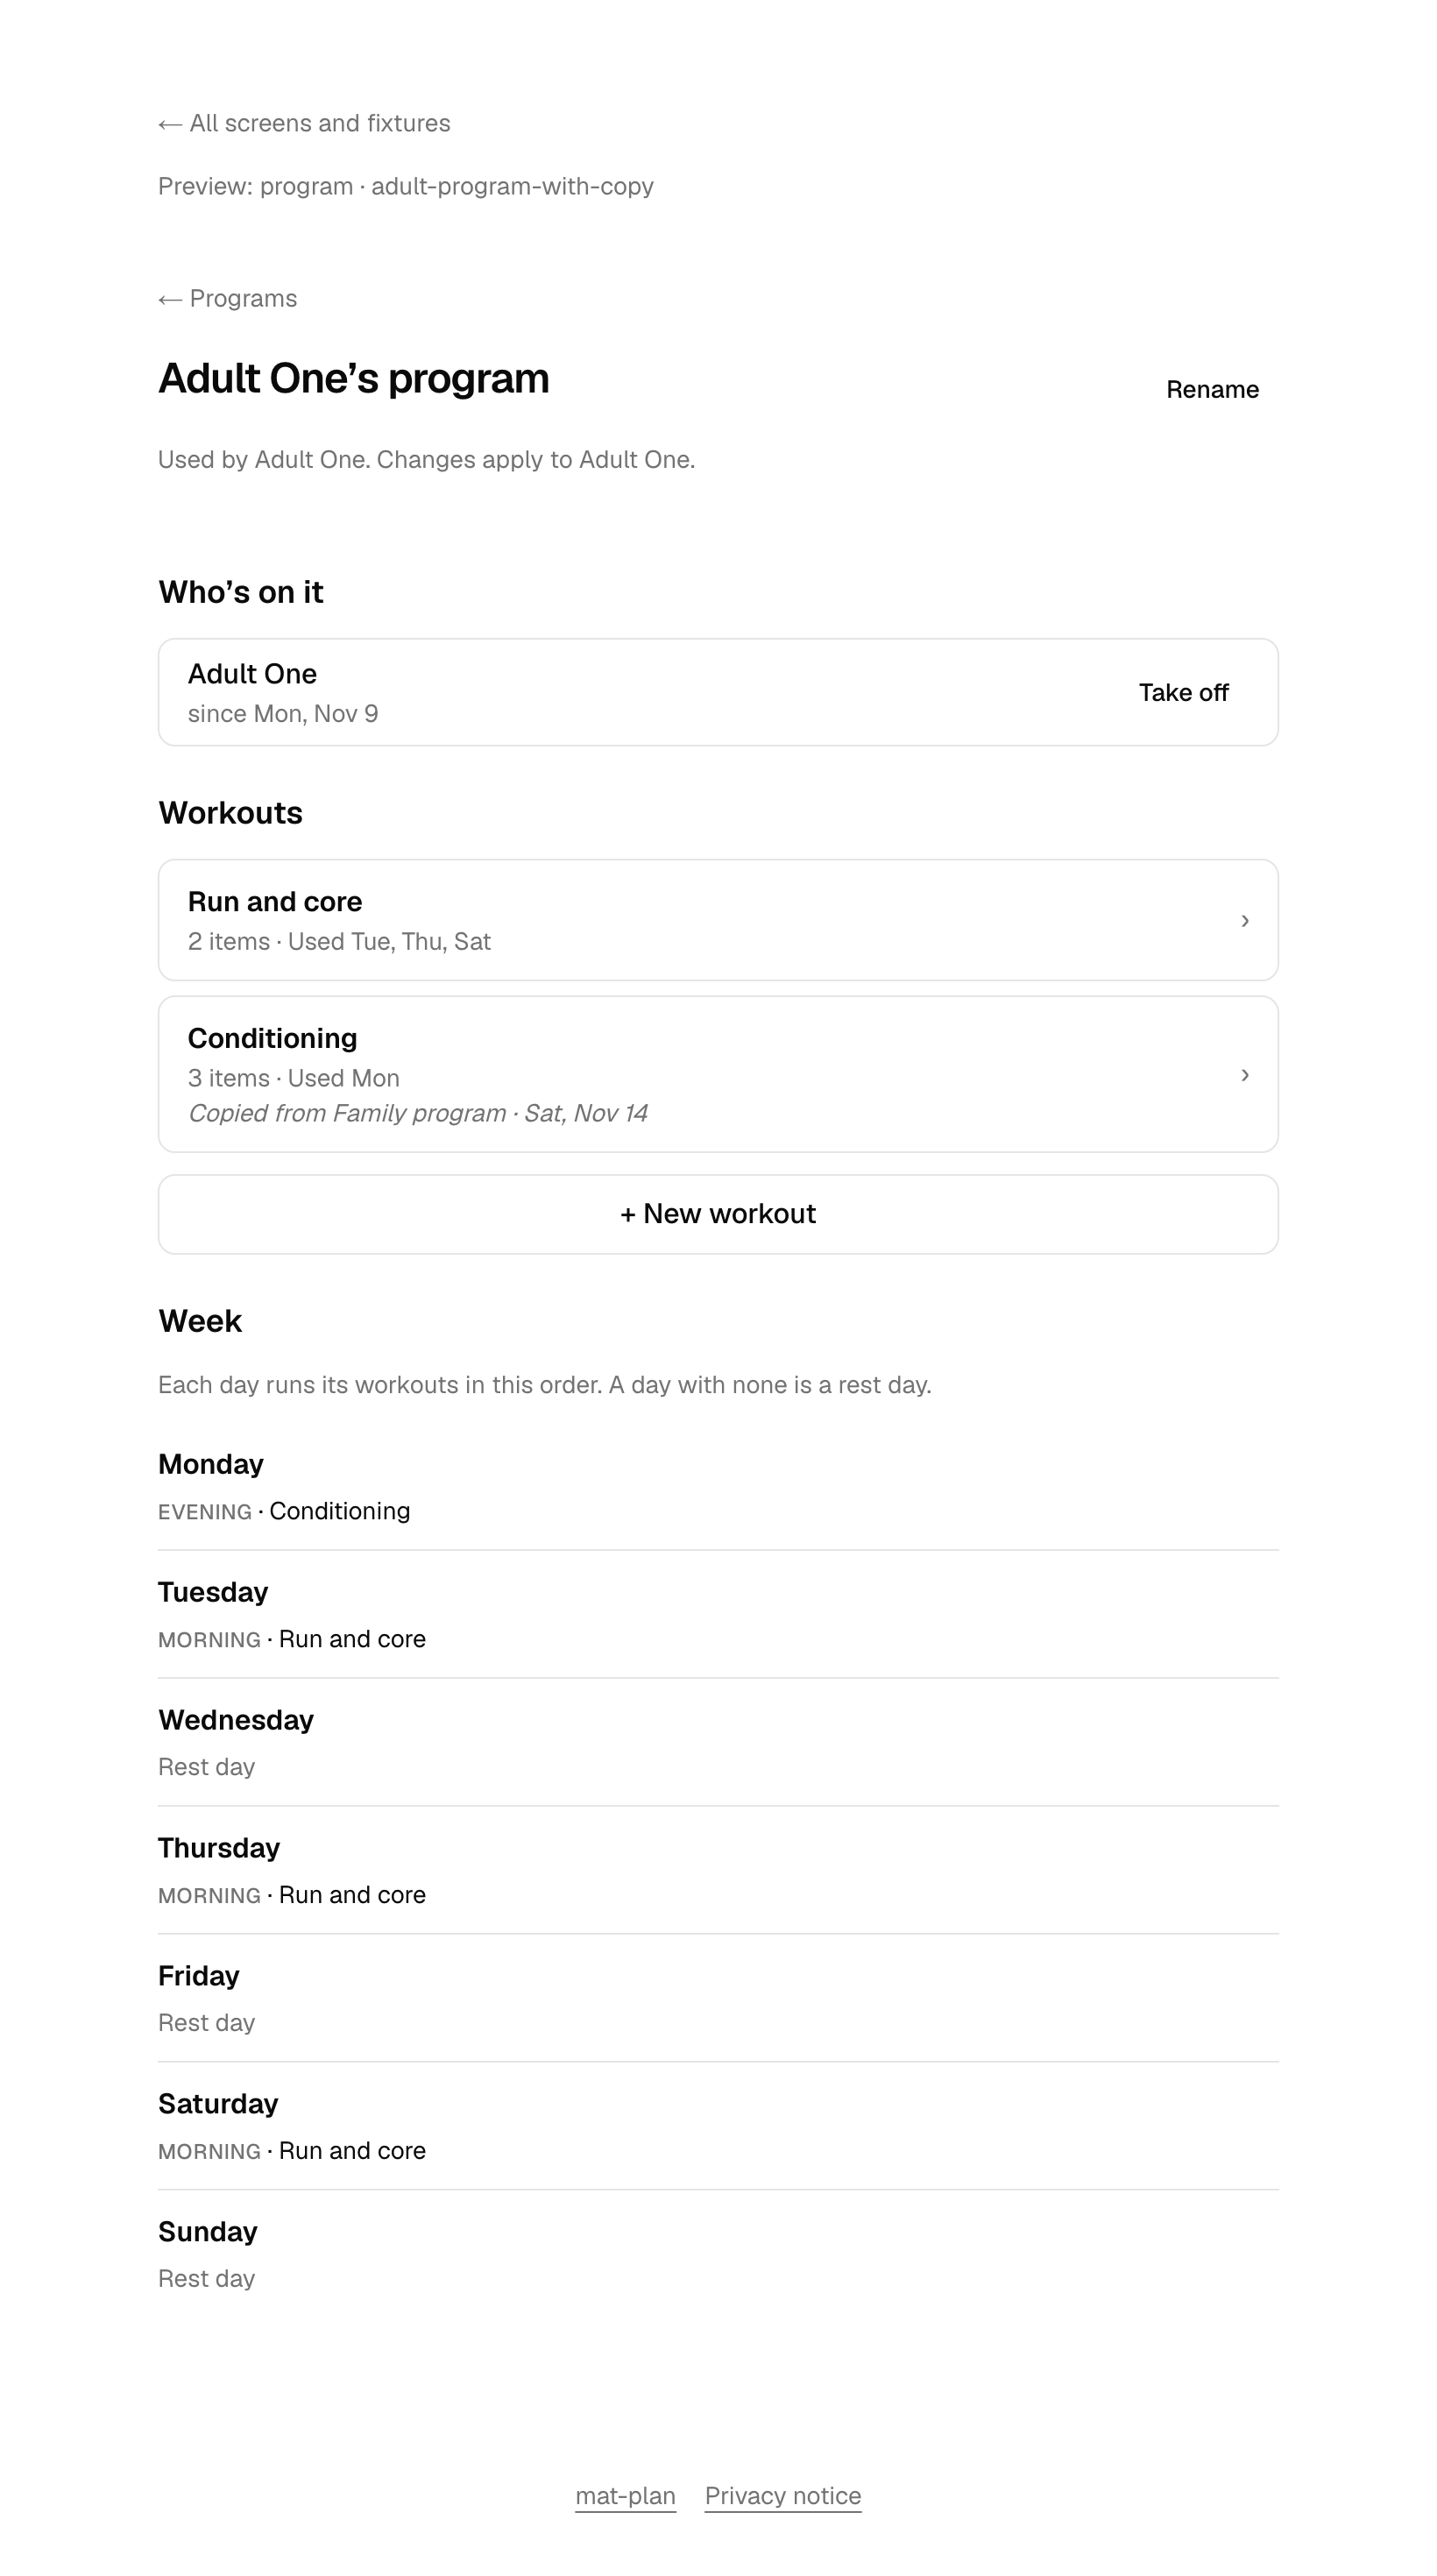 ← All screens and fixtures
Preview: program · adult-program-with-copy
← Programs
Adult One’s program
Rename
Used by Adult One. Changes apply to Adult One.
Who’s on it
Adult One
since Mon, Nov 9
Take off
Workouts
Run and core
2 items · Used Tue, Thu, Sat
›
Conditioning
3 items · Used Mon
Copied from Family program · Sat, Nov 14
›
+ New workout
Week
Each day runs its workouts in this order. A day with none is a rest day.
Monday
EVENING · Conditioning
Tuesday
MORNING · Run and core
Wednesday
Rest day
Thursday
MORNING · Run and core
Friday
Rest day
Saturday
MORNING · Run and core
Sunday
Rest day
mat-plan Privacy notice